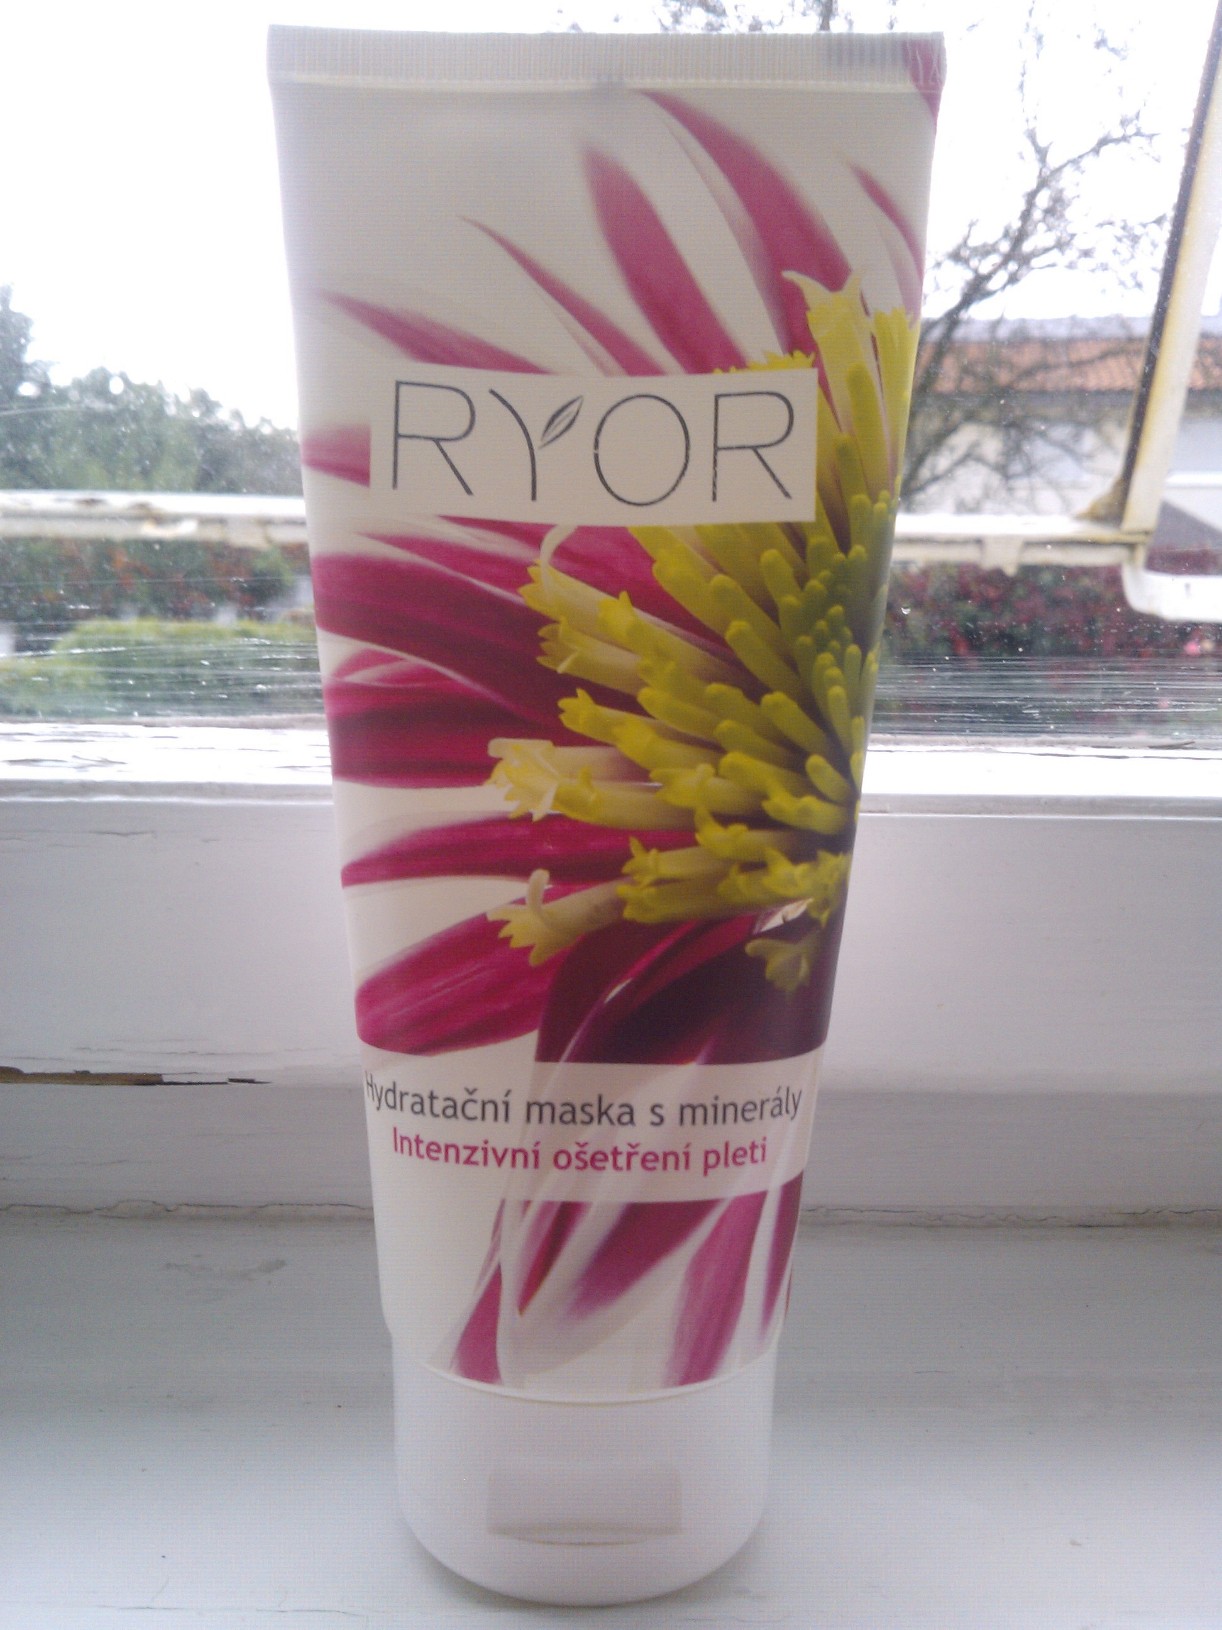 RYOR
Hydratační maska s minerály
Intenzivní ošetření pleti